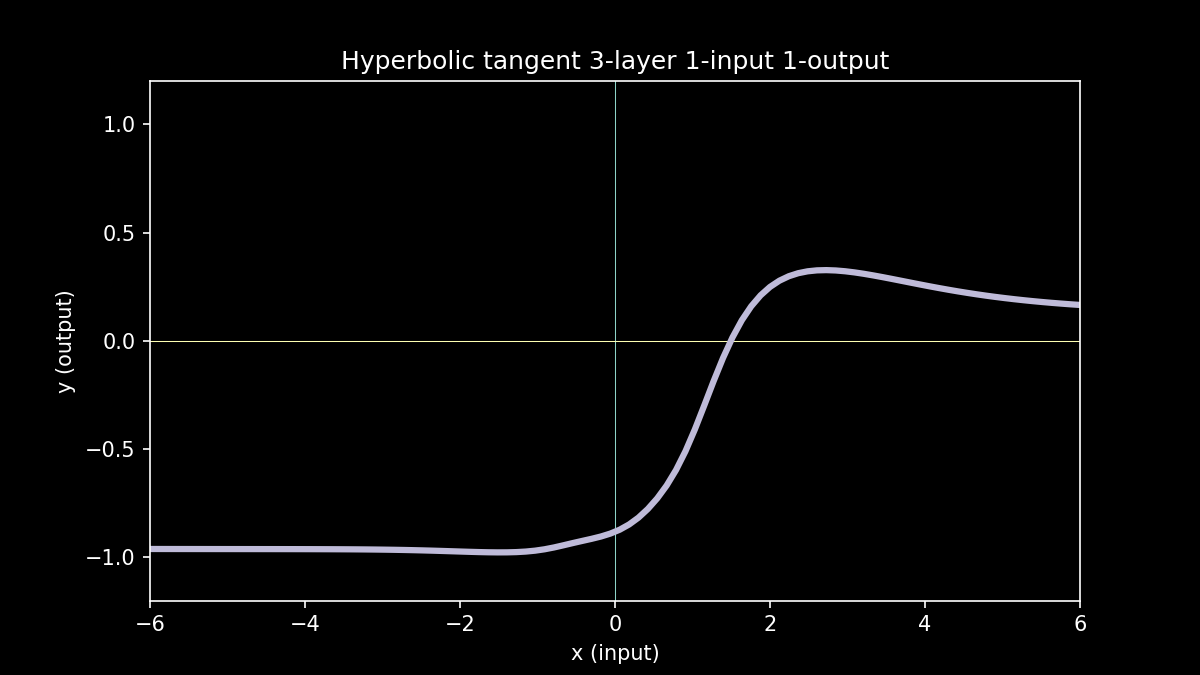 Hyperbolic tangent 3-layer 1-input 1-output
1.0
0.5
0.0
−0.5
−1.0
y (output)
−6 −4 −2 0 2 4 6
x (input)